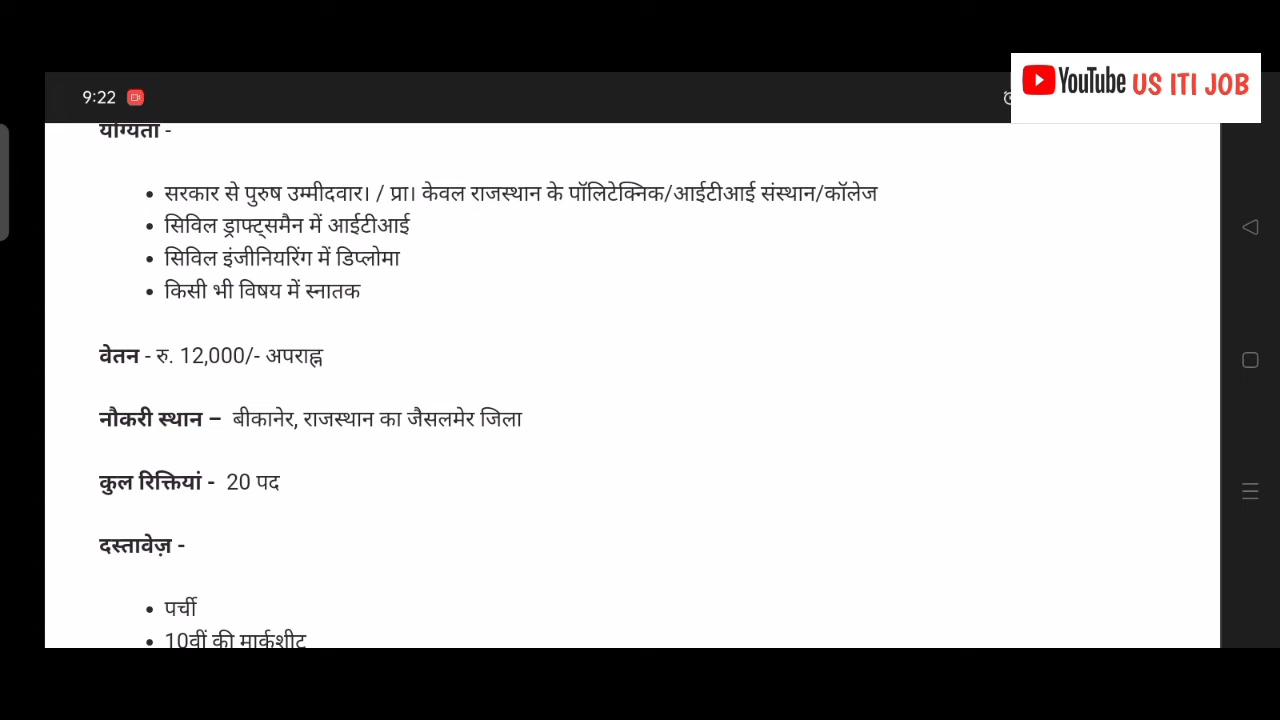 9:22
YouTube US ITI JOB
योग्यता -
• सरकार से पुरुष उम्मीदवार। / प्रा। केवल राजस्थान के पॉलिटेक्निक/आईटीआई संस्थान/कॉलेज
• सिविल ड्राफ्ट्समैन में आईटीआई
• सिविल इंजीनियरिंग में डिप्लोमा
• किसी भी विषय में स्नातक
वेतन - रु. 12,000/- अपराह्न
नौकरी स्थान – बीकानेर, राजस्थान का जैसलमेर जिला
कुल रिक्तियां - 20 पद
दस्तावेज़ -
• पर्ची
• 10वीं की मार्कशीट